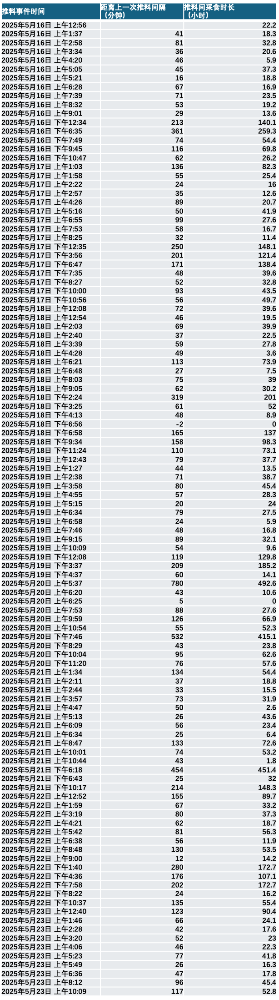 推料事件时间 距离上一次推料间隔（分钟） 推料间采食时长（小时）
2025年5月16日 上午12:56 22.2
2025年5月16日 上午1:37 41 18.3
2025年5月16日 上午2:58 81 32.8
2025年5月16日 上午3:34 36 20.6
2025年5月16日 上午4:20 46 5.9
2025年5月16日 上午5:05 45 37.3
2025年5月16日 上午5:21 16 18.8
2025年5月16日 上午6:28 67 16.9
2025年5月16日 上午7:39 71 23.5
2025年5月16日 上午8:32 53 19.2
2025年5月16日 上午9:01 29 13.6
2025年5月16日 下午12:34 213 140.1
2025年5月16日 下午6:35 361 259.3
2025年5月16日 下午7:49 74 54.4
2025年5月16日 下午9:45 116 69.8
2025年5月16日 下午10:47 62 26.2
2025年5月17日 上午1:03 136 82.3
2025年5月17日 上午1:58 55 25.4
2025年5月17日 上午2:22 24 16
2025年5月17日 上午2:57 35 12.6
2025年5月17日 上午4:26 89 20.7
2025年5月17日 上午5:16 50 41.9
2025年5月17日 上午6:55 99 27.6
2025年5月17日 上午7:53 58 16.7
2025年5月17日 上午8:25 32 11.4
2025年5月17日 下午12:35 250 148.1
2025年5月17日 下午3:56 201 121.4
2025年5月17日 下午6:47 171 138.4
2025年5月17日 下午7:35 48 39.6
2025年5月17日 下午8:27 52 32.8
2025年5月17日 下午10:00 93 43.5
2025年5月17日 下午10:56 56 49.7
2025年5月18日 上午12:08 72 39.6
2025年5月18日 上午12:54 46 19.5
2025年5月18日 上午2:03 69 39.9
2025年5月18日 上午2:40 37 22.5
2025年5月18日 上午3:39 59 27.8
2025年5月18日 上午4:28 49 3.6
2025年5月18日 上午6:21 113 73.9
2025年5月18日 上午6:48 27 7.5
2025年5月18日 上午8:03 75 39
2025年5月18日 上午9:05 62 30.2
2025年5月18日 下午2:24 319 201
2025年5月18日 下午3:25 61 52
2025年5月18日 下午4:13 48 8.9
2025年5月18日 下午6:56 -2 0
2025年5月18日 下午6:58 165 137
2025年5月18日 下午9:34 158 98.3
2025年5月18日 下午11:24 110 73.1
2025年5月19日 上午12:43 79 37.7
2025年5月19日 上午1:27 44 13.5
2025年5月19日 上午2:38 71 38.7
2025年5月19日 上午3:58 80 45.4
2025年5月19日 上午4:55 57 28.3
2025年5月19日 上午5:15 20 24
2025年5月19日 上午6:34 79 27.5
2025年5月19日 上午6:58 24 5.9
2025年5月19日 上午7:46 48 16.8
2025年5月19日 上午9:15 89 32.1
2025年5月19日 上午10:09 54 9.6
2025年5月19日 下午12:08 119 129.8
2025年5月19日 下午3:37 209 185.2
2025年5月19日 下午4:37 60 14.1
2025年5月20日 上午5:37 780 492.6
2025年5月20日 上午6:20 43 10.6
2025年5月20日 上午6:25 5 0
2025年5月20日 上午7:53 88 27.6
2025年5月20日 上午9:59 126 66.9
2025年5月20日 上午10:54 55 52.3
2025年5月20日 下午7:46 532 415.1
2025年5月20日 下午8:29 43 23.8
2025年5月20日 下午10:04 95 62.6
2025年5月20日 下午11:20 76 57.6
2025年5月21日 上午1:34 134 54.4
2025年5月21日 上午2:11 37 18.8
2025年5月21日 上午2:44 33 15.5
2025年5月21日 上午3:57 73 31.9
2025年5月21日 上午4:47 50 2.6
2025年5月21日 上午5:13 26 43.6
2025年5月21日 上午6:09 56 23.4
2025年5月21日 上午6:34 25 6.4
2025年5月21日 上午8:47 133 72.6
2025年5月21日 上午10:01 74 53.2
2025年5月21日 上午10:44 43 1.8
2025年5月21日 下午6:18 454 451.4
2025年5月21日 下午6:43 25 32
2025年5月21日 下午10:17 214 148.3
2025年5月22日 上午12:52 155 89.7
2025年5月22日 上午1:59 67 33.2
2025年5月22日 上午3:19 80 37.3
2025年5月22日 上午4:21 62 18.7
2025年5月22日 上午5:42 81 56.3
2025年5月22日 上午6:38 56 11.9
2025年5月22日 上午8:48 130 53.5
2025年5月22日 上午9:00 12 14.2
2025年5月22日 下午1:40 280 172.7
2025年5月22日 下午4:36 176 107.1
2025年5月22日 下午7:58 202 172.7
2025年5月22日 下午8:22 24 16.2
2025年5月22日 下午10:37 135 55.4
2025年5月23日 上午12:40 123 90.4
2025年5月23日 上午1:46 66 24.1
2025年5月23日 上午2:28 42 17.6
2025年5月23日 上午3:20 52 23
2025年5月23日 上午4:06 46 22.3
2025年5月23日 上午5:23 77 41.8
2025年5月23日 上午5:49 26 16.3
2025年5月23日 上午6:36 47 17.8
2025年5月23日 上午8:12 96 45.4
2025年5月23日 上午10:09 117 52.8